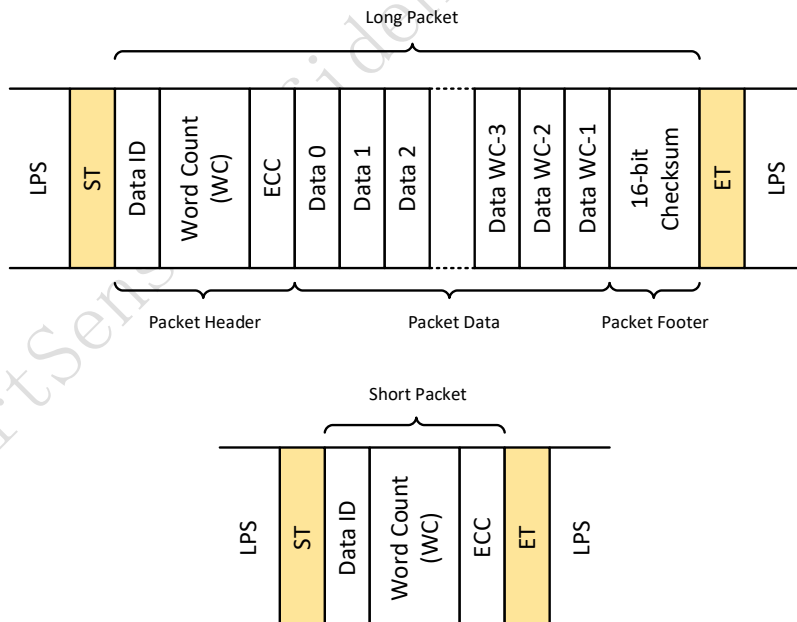 Long Packet
LPS
ST
Data ID
Word Count
(WC)
ECC
Data 0
Data 1
Data 2
Data WC-3
Data WC-2
Data WC-1
16-bit
Checksum
ET
LPS
Packet Header
Packet Data
Packet Footer
Short Packet
LPS
ST
Data ID
Word Count
(WC)
ECC
ET
LPS